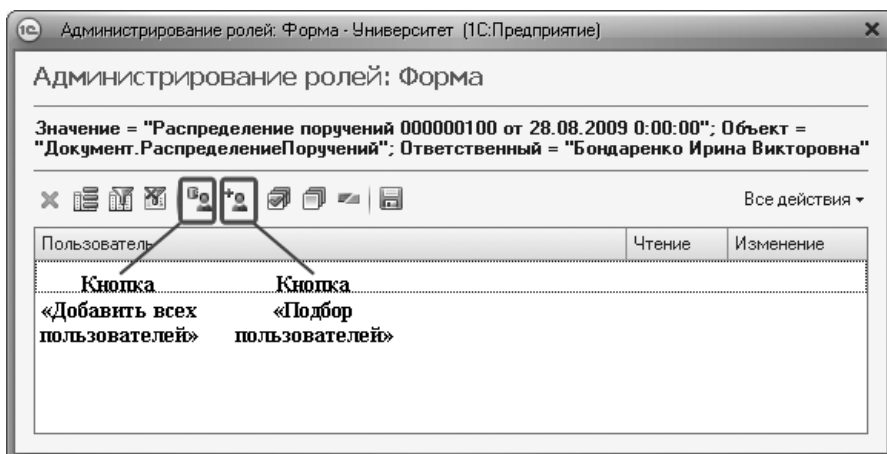 Администрирование ролей: Форма - Университет (1С:Предприятие)
Администрирование ролей: Форма
Значение = "Распределение поручений 000000100 от 28.08.2009 0:00:00"; Объект =
"Документ.РаспределениеПоручений"; Ответственный = "Бондаренко Ирина Викторовна"
Все действия
Пользователь Чтение Изменение
Кнопка Кнопка
«Добавить всех «Подбор
пользователей» пользователей»